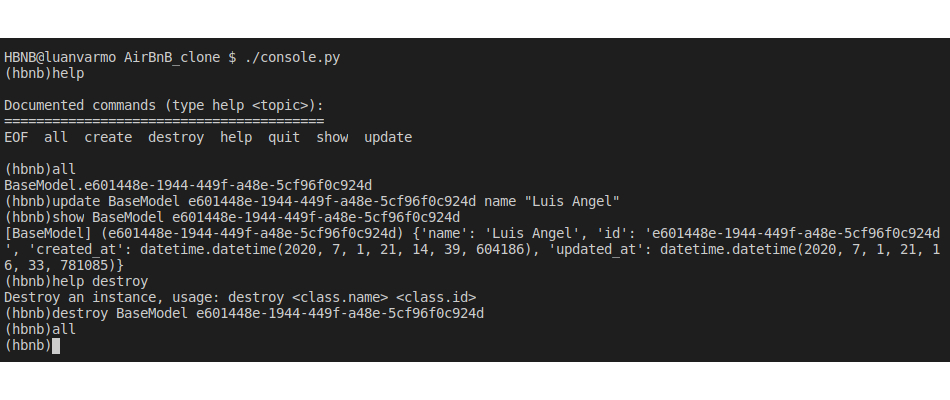 HBNB@luanvarmo AirBnB_clone $ ./console.py
(hbnb)help
Documented commands (type help <topic>):
========================================
EOF  all  create  destroy  help  quit  show  update
(hbnb)all
BaseModel.e601448e-1944-449f-a48e-5cf96f0c924d
(hbnb)update BaseModel e601448e-1944-449f-a48e-5cf96f0c924d name "Luis Angel"
(hbnb)show BaseModel e601448e-1944-449f-a48e-5cf96f0c924d
[BaseModel] (e601448e-1944-449f-a48e-5cf96f0c924d) {'name': 'Luis Angel', 'id': 'e601448e-1944-449f-a48e-5cf96f0c924d
', 'created_at': datetime.datetime(2020, 7, 1, 21, 14, 39, 604186), 'updated_at': datetime.datetime(2020, 7, 1, 21, 1
6, 33, 781085)}
(hbnb)help destroy
Destroy an instance, usage: destroy <class.name> <class.id>
(hbnb)destroy BaseModel e601448e-1944-449f-a48e-5cf96f0c924d
(hbnb)all
(hbnb)